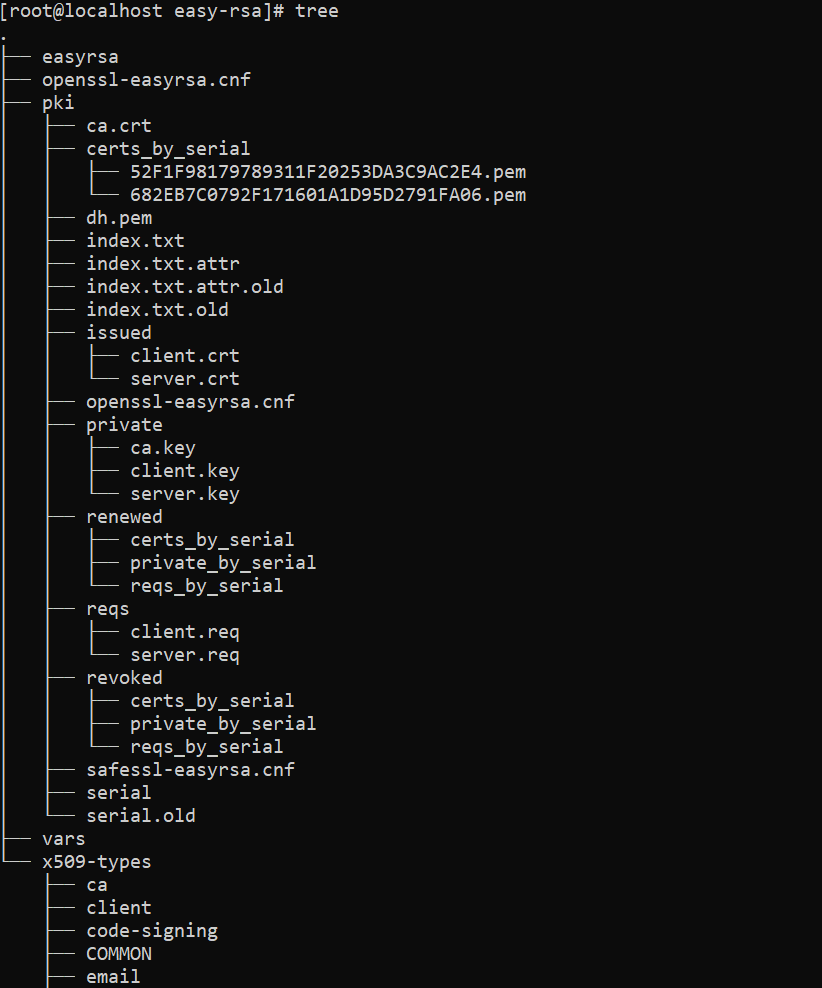 [root@localhost easy-rsa]# tree
.
├── easyrsa
├── openssl-easyrsa.cnf
├── pki
│   ├── ca.crt
│   ├── certs_by_serial
│   │   ├── 52F1F98179789311F20253DA3C9AC2E4.pem
│   │   └── 682EB7C0792F171601A1D95D2791FA06.pem
│   ├── dh.pem
│   ├── index.txt
│   ├── index.txt.attr
│   ├── index.txt.attr.old
│   ├── index.txt.old
│   ├── issued
│   │   ├── client.crt
│   │   └── server.crt
│   ├── openssl-easyrsa.cnf
│   ├── private
│   │   ├── ca.key
│   │   ├── client.key
│   │   └── server.key
│   ├── renewed
│   │   ├── certs_by_serial
│   │   ├── private_by_serial
│   │   └── reqs_by_serial
│   ├── reqs
│   │   ├── client.req
│   │   └── server.req
│   ├── revoked
│   │   ├── certs_by_serial
│   │   ├── private_by_serial
│   │   └── reqs_by_serial
│   ├── safessl-easyrsa.cnf
│   ├── serial
│   └── serial.old
├── vars
└── x509-types
    ├── ca
    ├── client
    ├── code-signing
    ├── COMMON
    ├── email